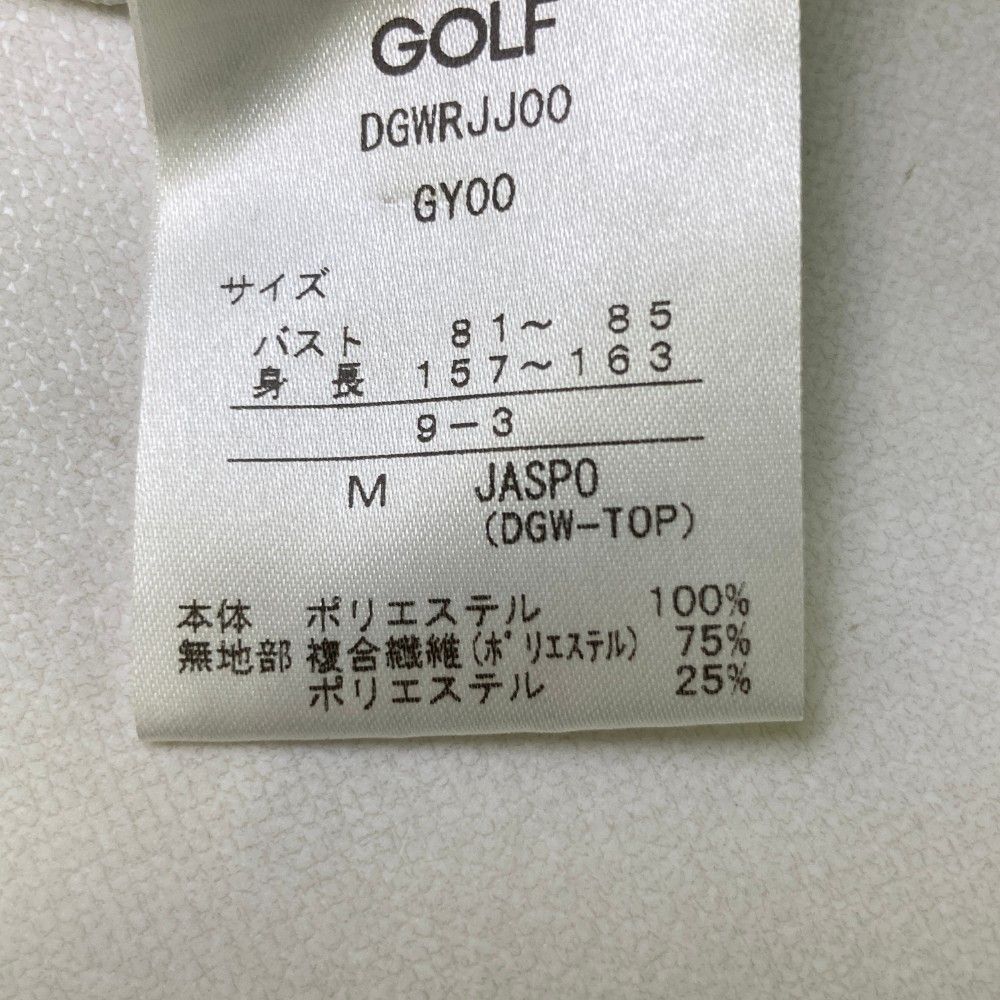 GOLF
DGWRJJ00
GY00
サイズ
バスト 81～ 85
身 長 157～163
9－3
M JASPO
(DGW-TOP)
本体 ポリエステル 100%
無地部 複合繊維(ポリエステル) 75%
ポリエステル 25%